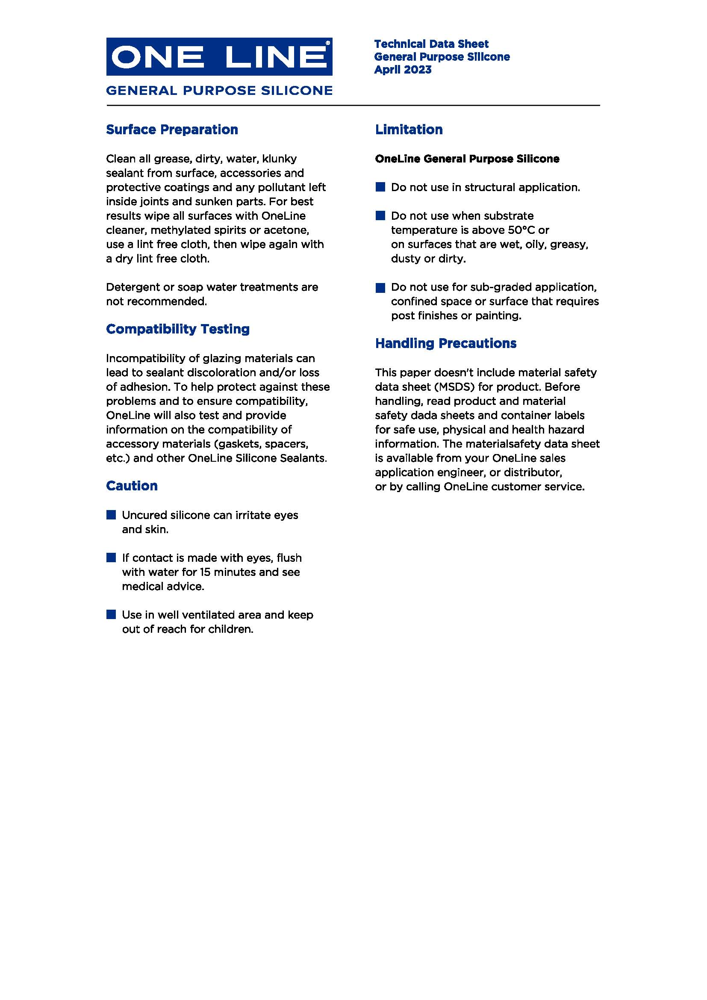 ONE LINE®
GENERAL PURPOSE SILICONE
Technical Data Sheet
General Purpose Silicone
April 2023
Surface Preparation
Clean all grease, dirty, water, klunky
sealant from surface, accessories and
protective coatings and any pollutant left
inside joints and sunken parts. For best
results wipe all surfaces with OneLine
cleaner, methylated spirits or acetone,
use a lint free cloth, then wipe again with
a dry lint free cloth.
Detergent or soap water treatments are
not recommended.
Compatibility Testing
Incompatibility of glazing materials can
lead to sealant discoloration and/or loss
of adhesion. To help protect against these
problems and to ensure compatibility,
OneLine will also test and provide
information on the compatibility of
accessory materials (gaskets, spacers,
etc.) and other OneLine Silicone Sealants.
Caution
Uncured silicone can irritate eyes
and skin.
If contact is made with eyes, flush
with water for 15 minutes and see
medical advice.
Use in well ventilated area and keep
out of reach for children.
Limitation
OneLine General Purpose Silicone
Do not use in structural application.
Do not use when substrate
temperature is above 50°C or
on surfaces that are wet, oily, greasy,
dusty or dirty.
Do not use for sub-graded application,
confined space or surface that requires
post finishes or painting.
Handling Precautions
This paper doesn't include material safety
data sheet (MSDS) for product. Before
handling, read product and material
safety dada sheets and container labels
for safe use, physical and health hazard
information. The materialsafety data sheet
is available from your OneLine sales
application engineer, or distributor,
or by calling OneLine customer service.